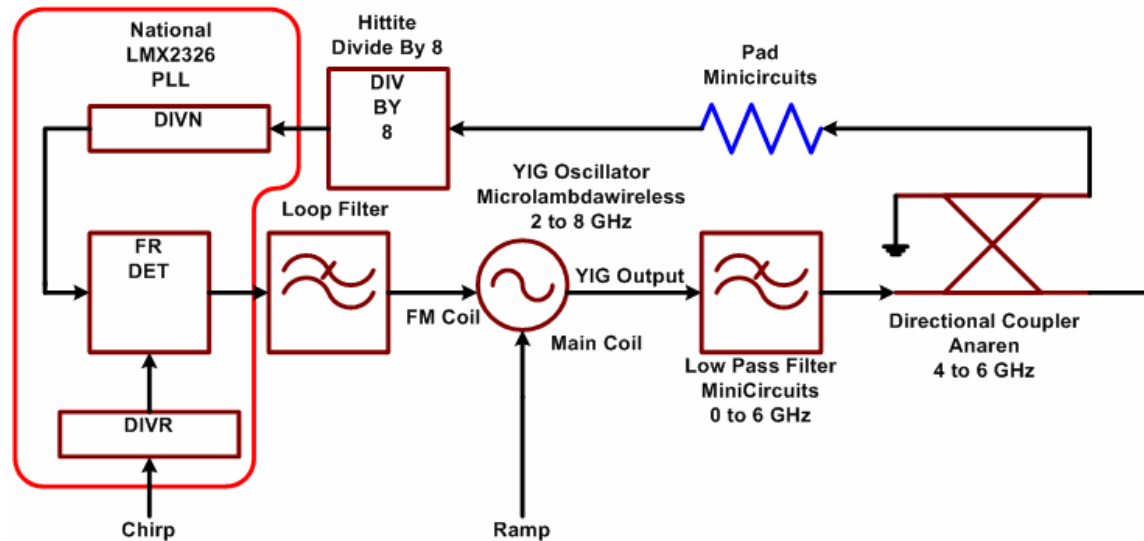 National
LMX2326
PLL
Hittite
Divide By 8
Pad
Minicircuits
DIVN
DIV
BY
8
YIG Oscillator
Microlambdawireless
2 to 8 GHz
Loop Filter
FR
DET
FM Coil
YIG Output
Main Coil
Low Pass Filter
MiniCircuits
0 to 6 GHz
Directional Coupler
Anaren
4 to 6 GHz
DIVR
Chirp
Ramp